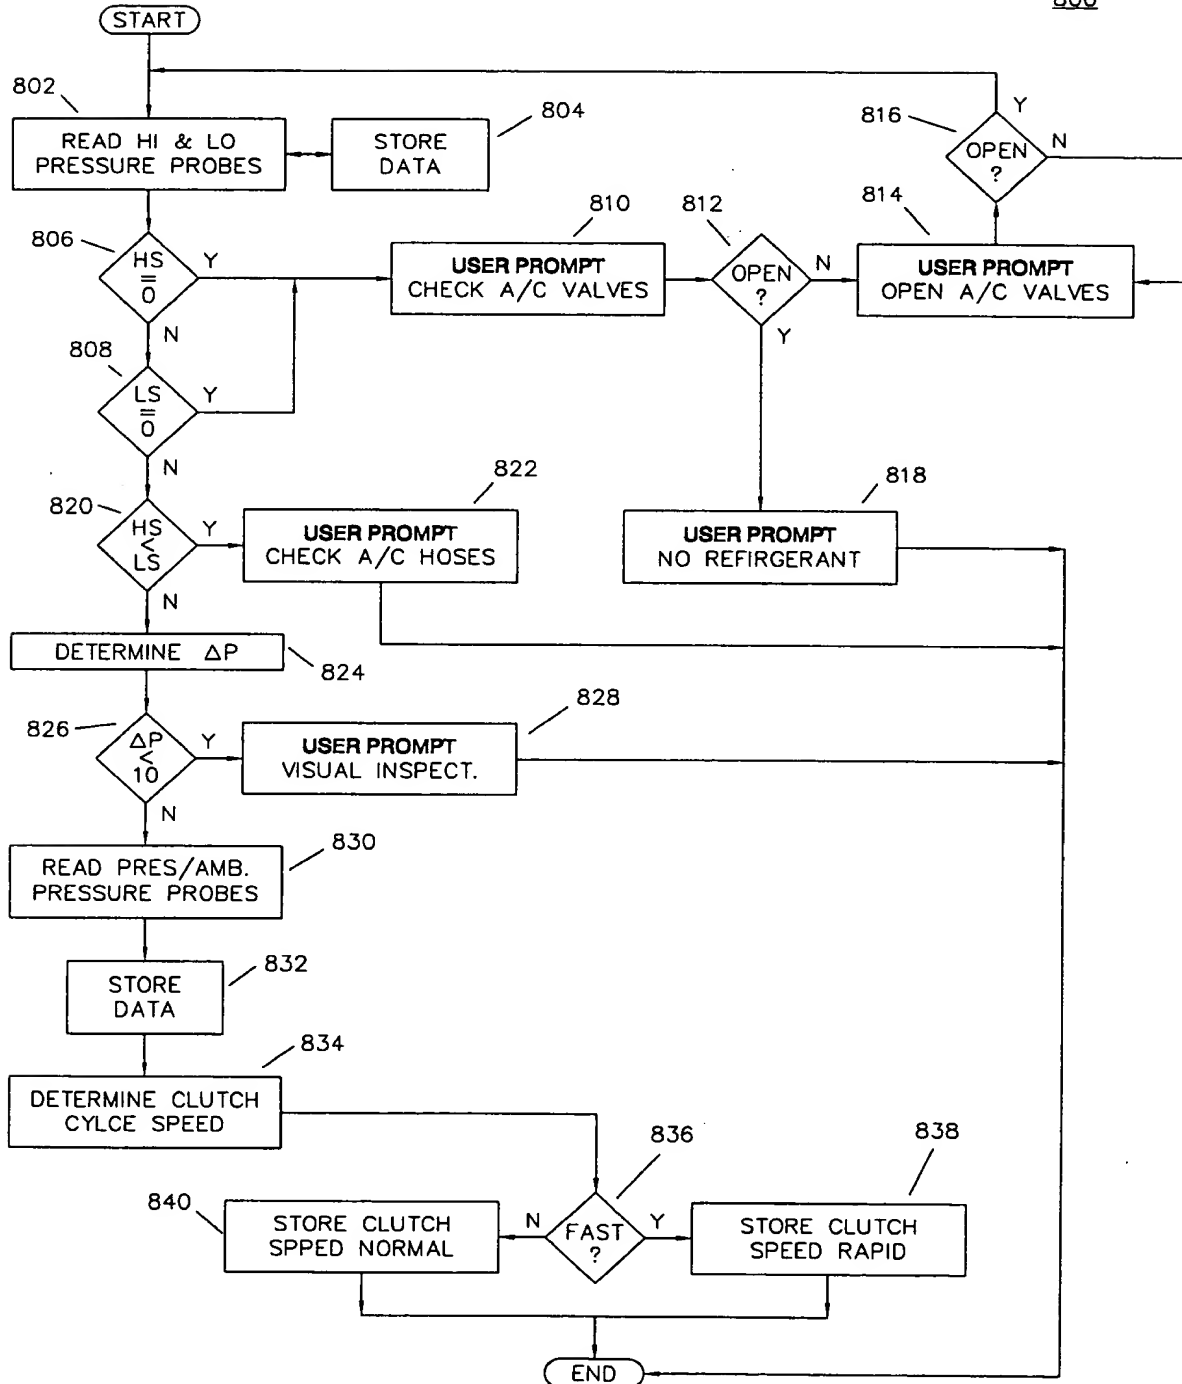 800
START
802
READ HI & LO
PRESSURE PROBES
804
STORE
DATA
816
OPEN
?
Y
N
806
HS
=
0
Y
N
810
USER PROMPT
CHECK A/C VALVES
812
OPEN
?
N
Y
814
USER PROMPT
OPEN A/C VALVES
808
LS
=
0
Y
N
820
HS
<
LS
Y
N
822
USER PROMPT
CHECK A/C HOSES
818
USER PROMPT
NO REFIRGERANT
DETERMINE ΔP
824
826
ΔP
<
10
Y
N
828
USER PROMPT
VISUAL INSPECT.
830
READ PRES/AMB.
PRESSURE PROBES
832
STORE
DATA
834
DETERMINE CLUTCH
CYLCE SPEED
836
FAST
?
N
Y
838
STORE CLUTCH
SPEED RAPID
840
STORE CLUTCH
SPPED NORMAL
END